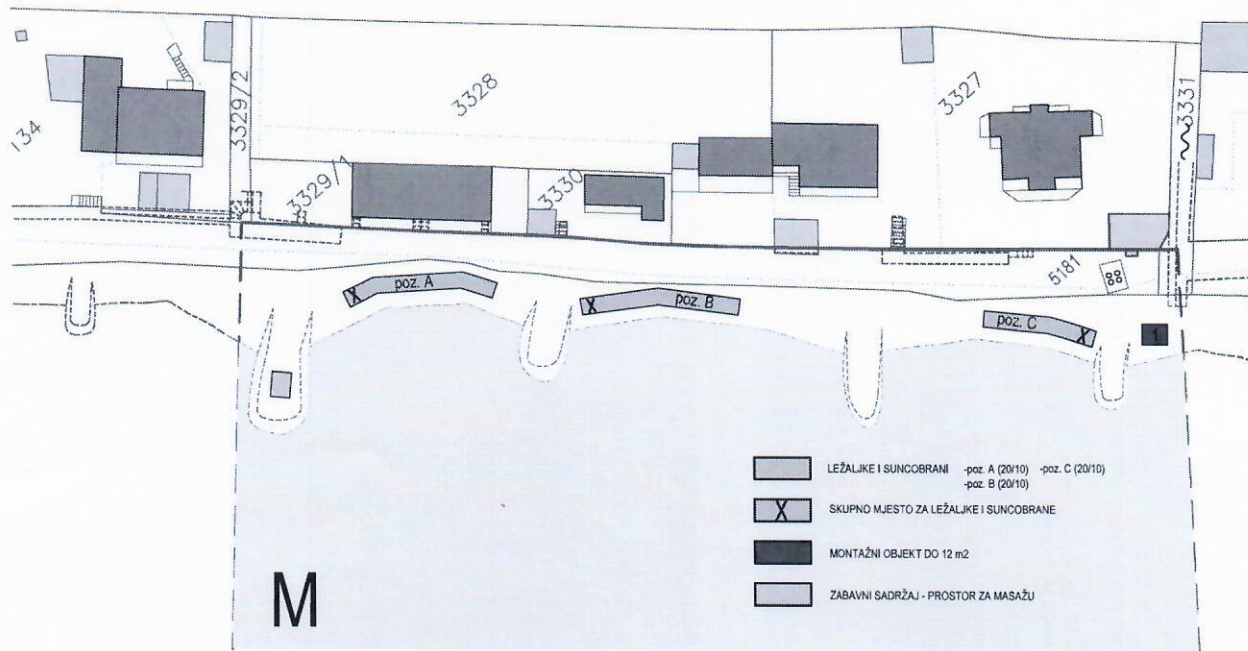 134
3329/2
3328
3327
3331
3329/1
3330
5181
poz. A
X
poz. B
X
poz. C
X
1
LEŽALJKE I SUNCOBRANI -poz. A (20/10) -poz. C (20/10)
-poz. B (20/10)
X SKUPNO MJESTO ZA LEŽALJKE I SUNCOBRANE
MONTAŽNI OBJEKT DO 12 m2
ZABAVNI SADRŽAJ - PROSTOR ZA MASAŽU
M